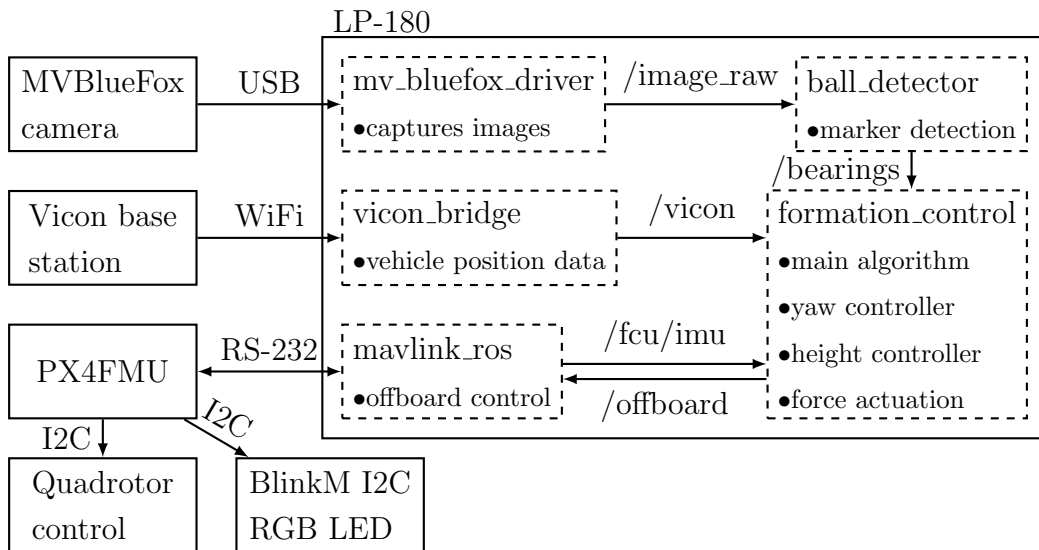 LP-180
MVBlueFox
camera
USB
mv_bluefox_driver
●captures images
/image_raw
ball_detector
●marker detection
/bearings
Vicon base
station
WiFi
vicon_bridge
●vehicle position data
/vicon
formation_control
●main algorithm
●yaw controller
●height controller
●force actuation
PX4FMU
RS-232
mavlink_ros
●offboard control
/fcu/imu
/offboard
I2C
I2C
Quadrotor
control
BlinkM I2C
RGB LED